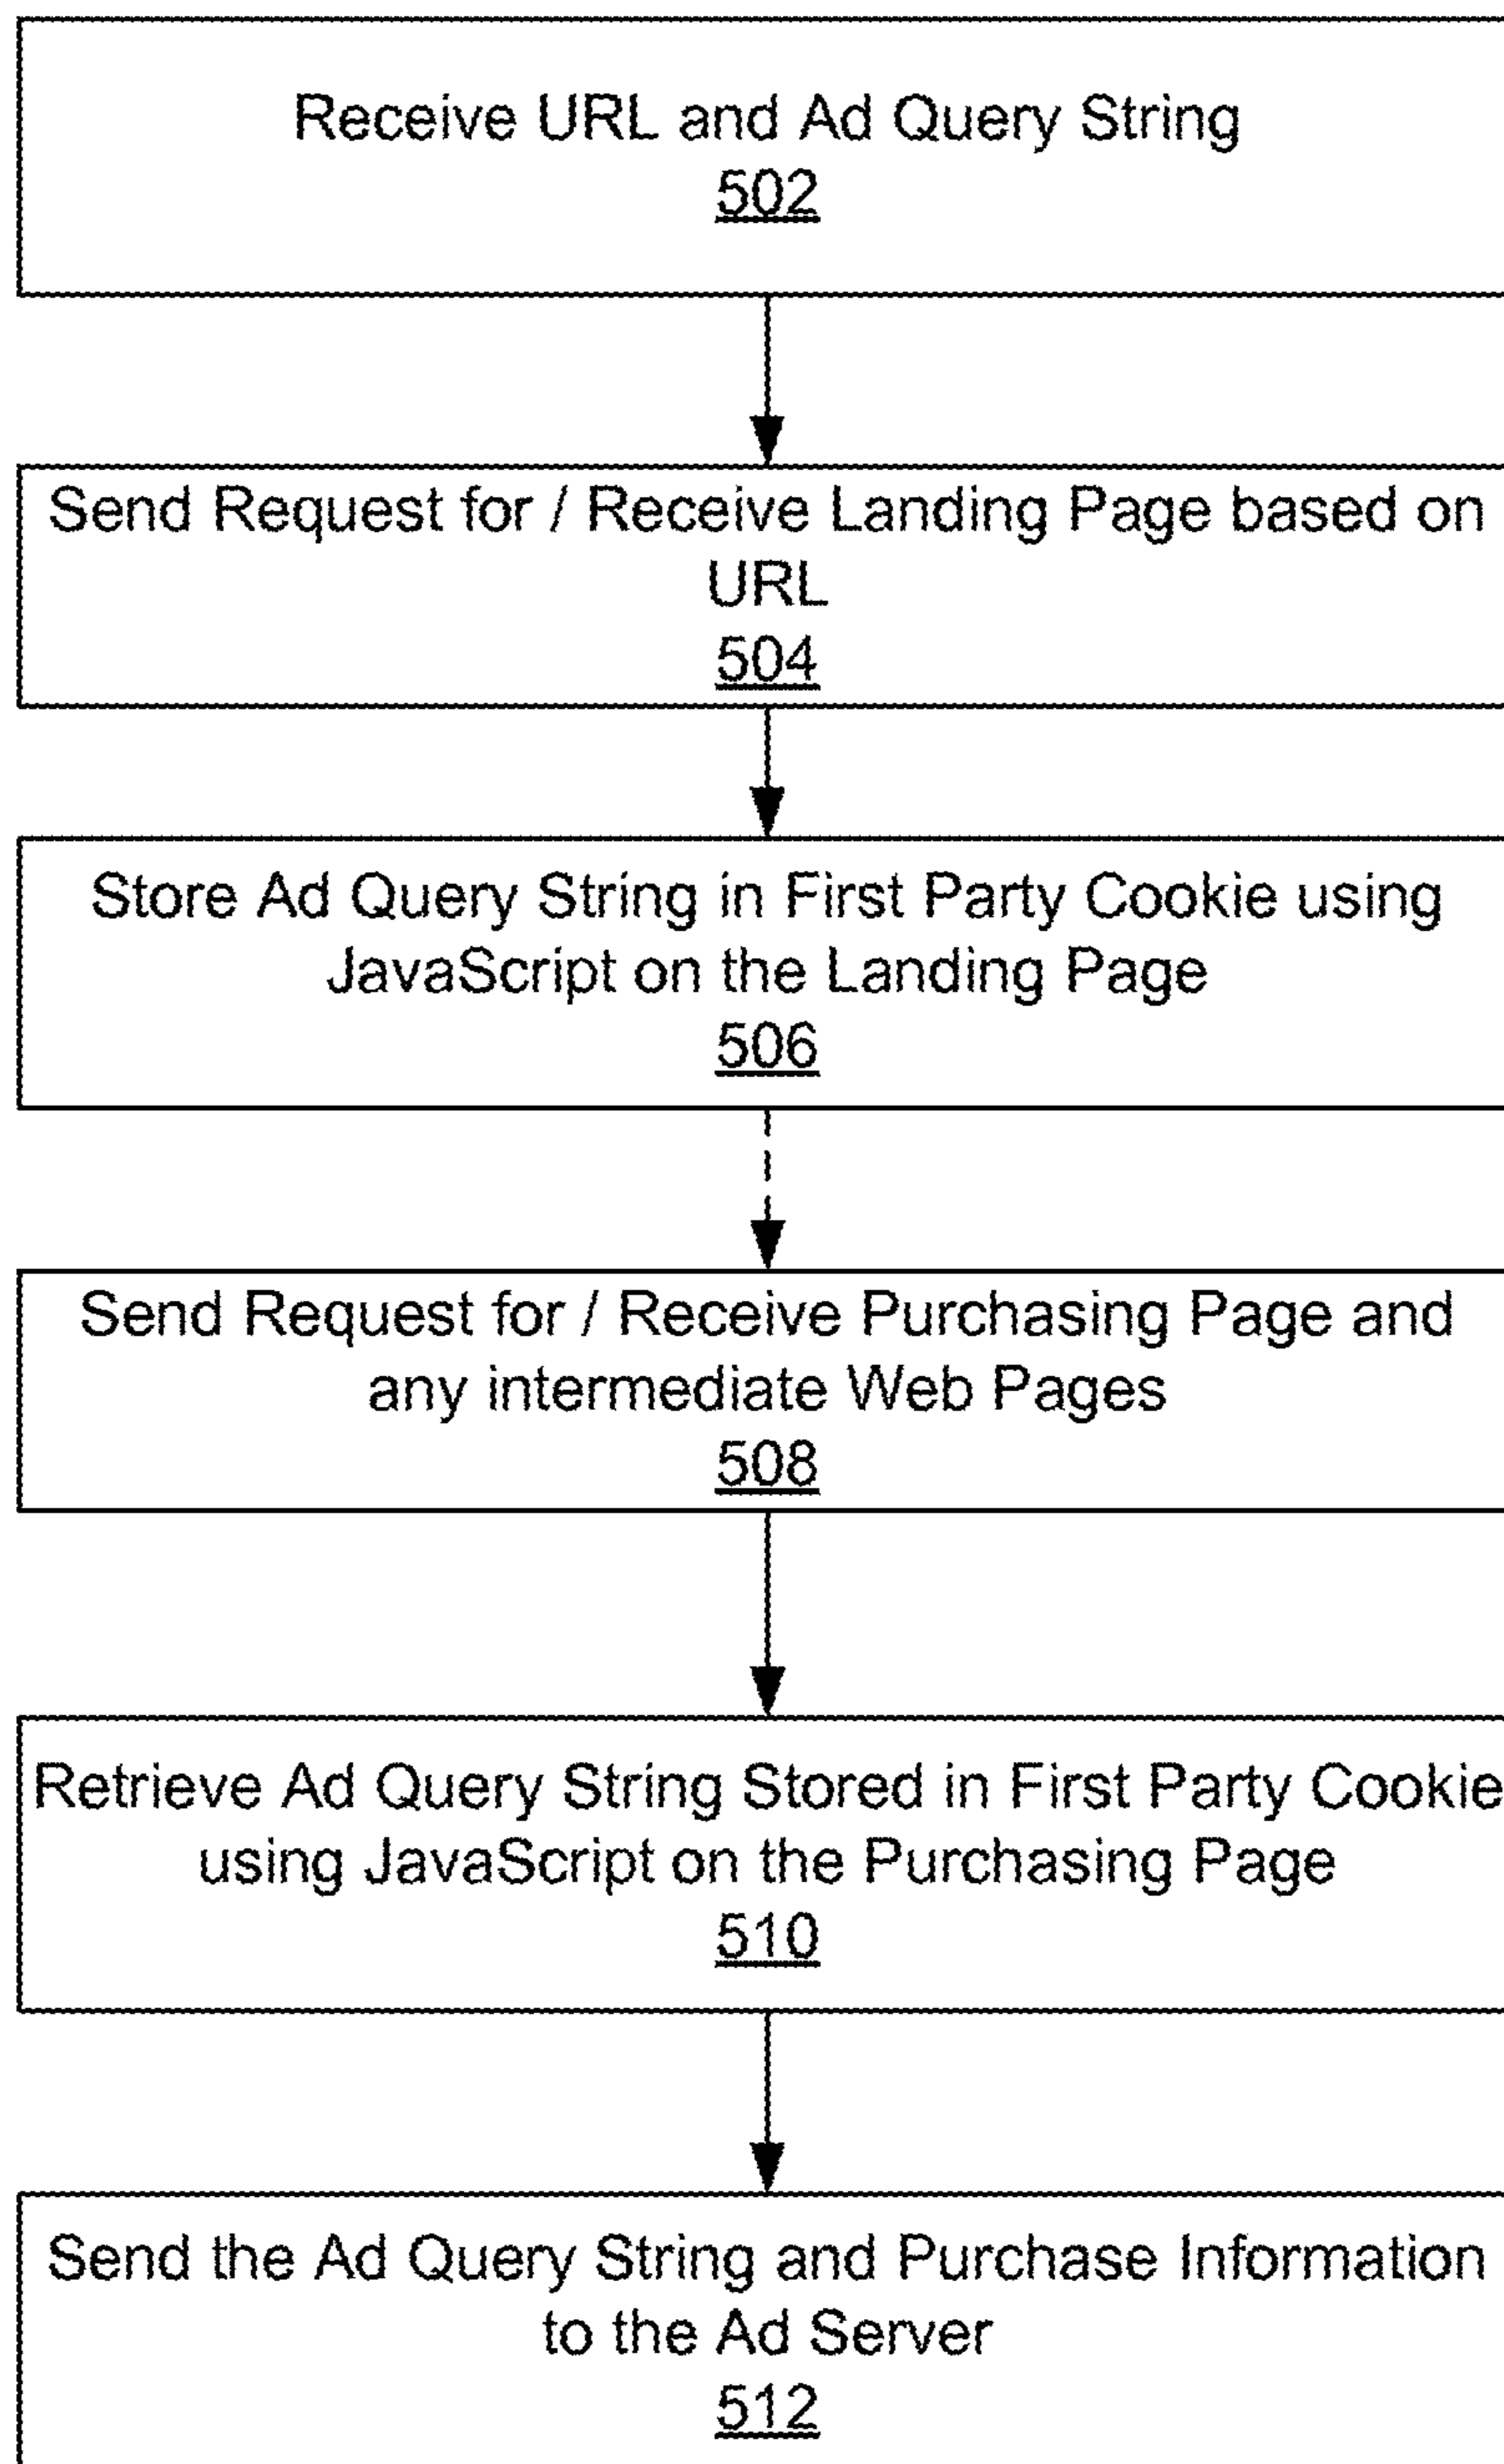 Receive URL and Ad Query String
502
Send Request for / Receive Landing Page based on
URL
504
Store Ad Query String in First Party Cookie using
JavaScript on the Landing Page
506
Send Request for / Receive Purchasing Page and
any intermediate Web Pages
508
Retrieve Ad Query String Stored in First Party Cookie
using JavaScript on the Purchasing Page
510
Send the Ad Query String and Purchase Information
to the Ad Server
512